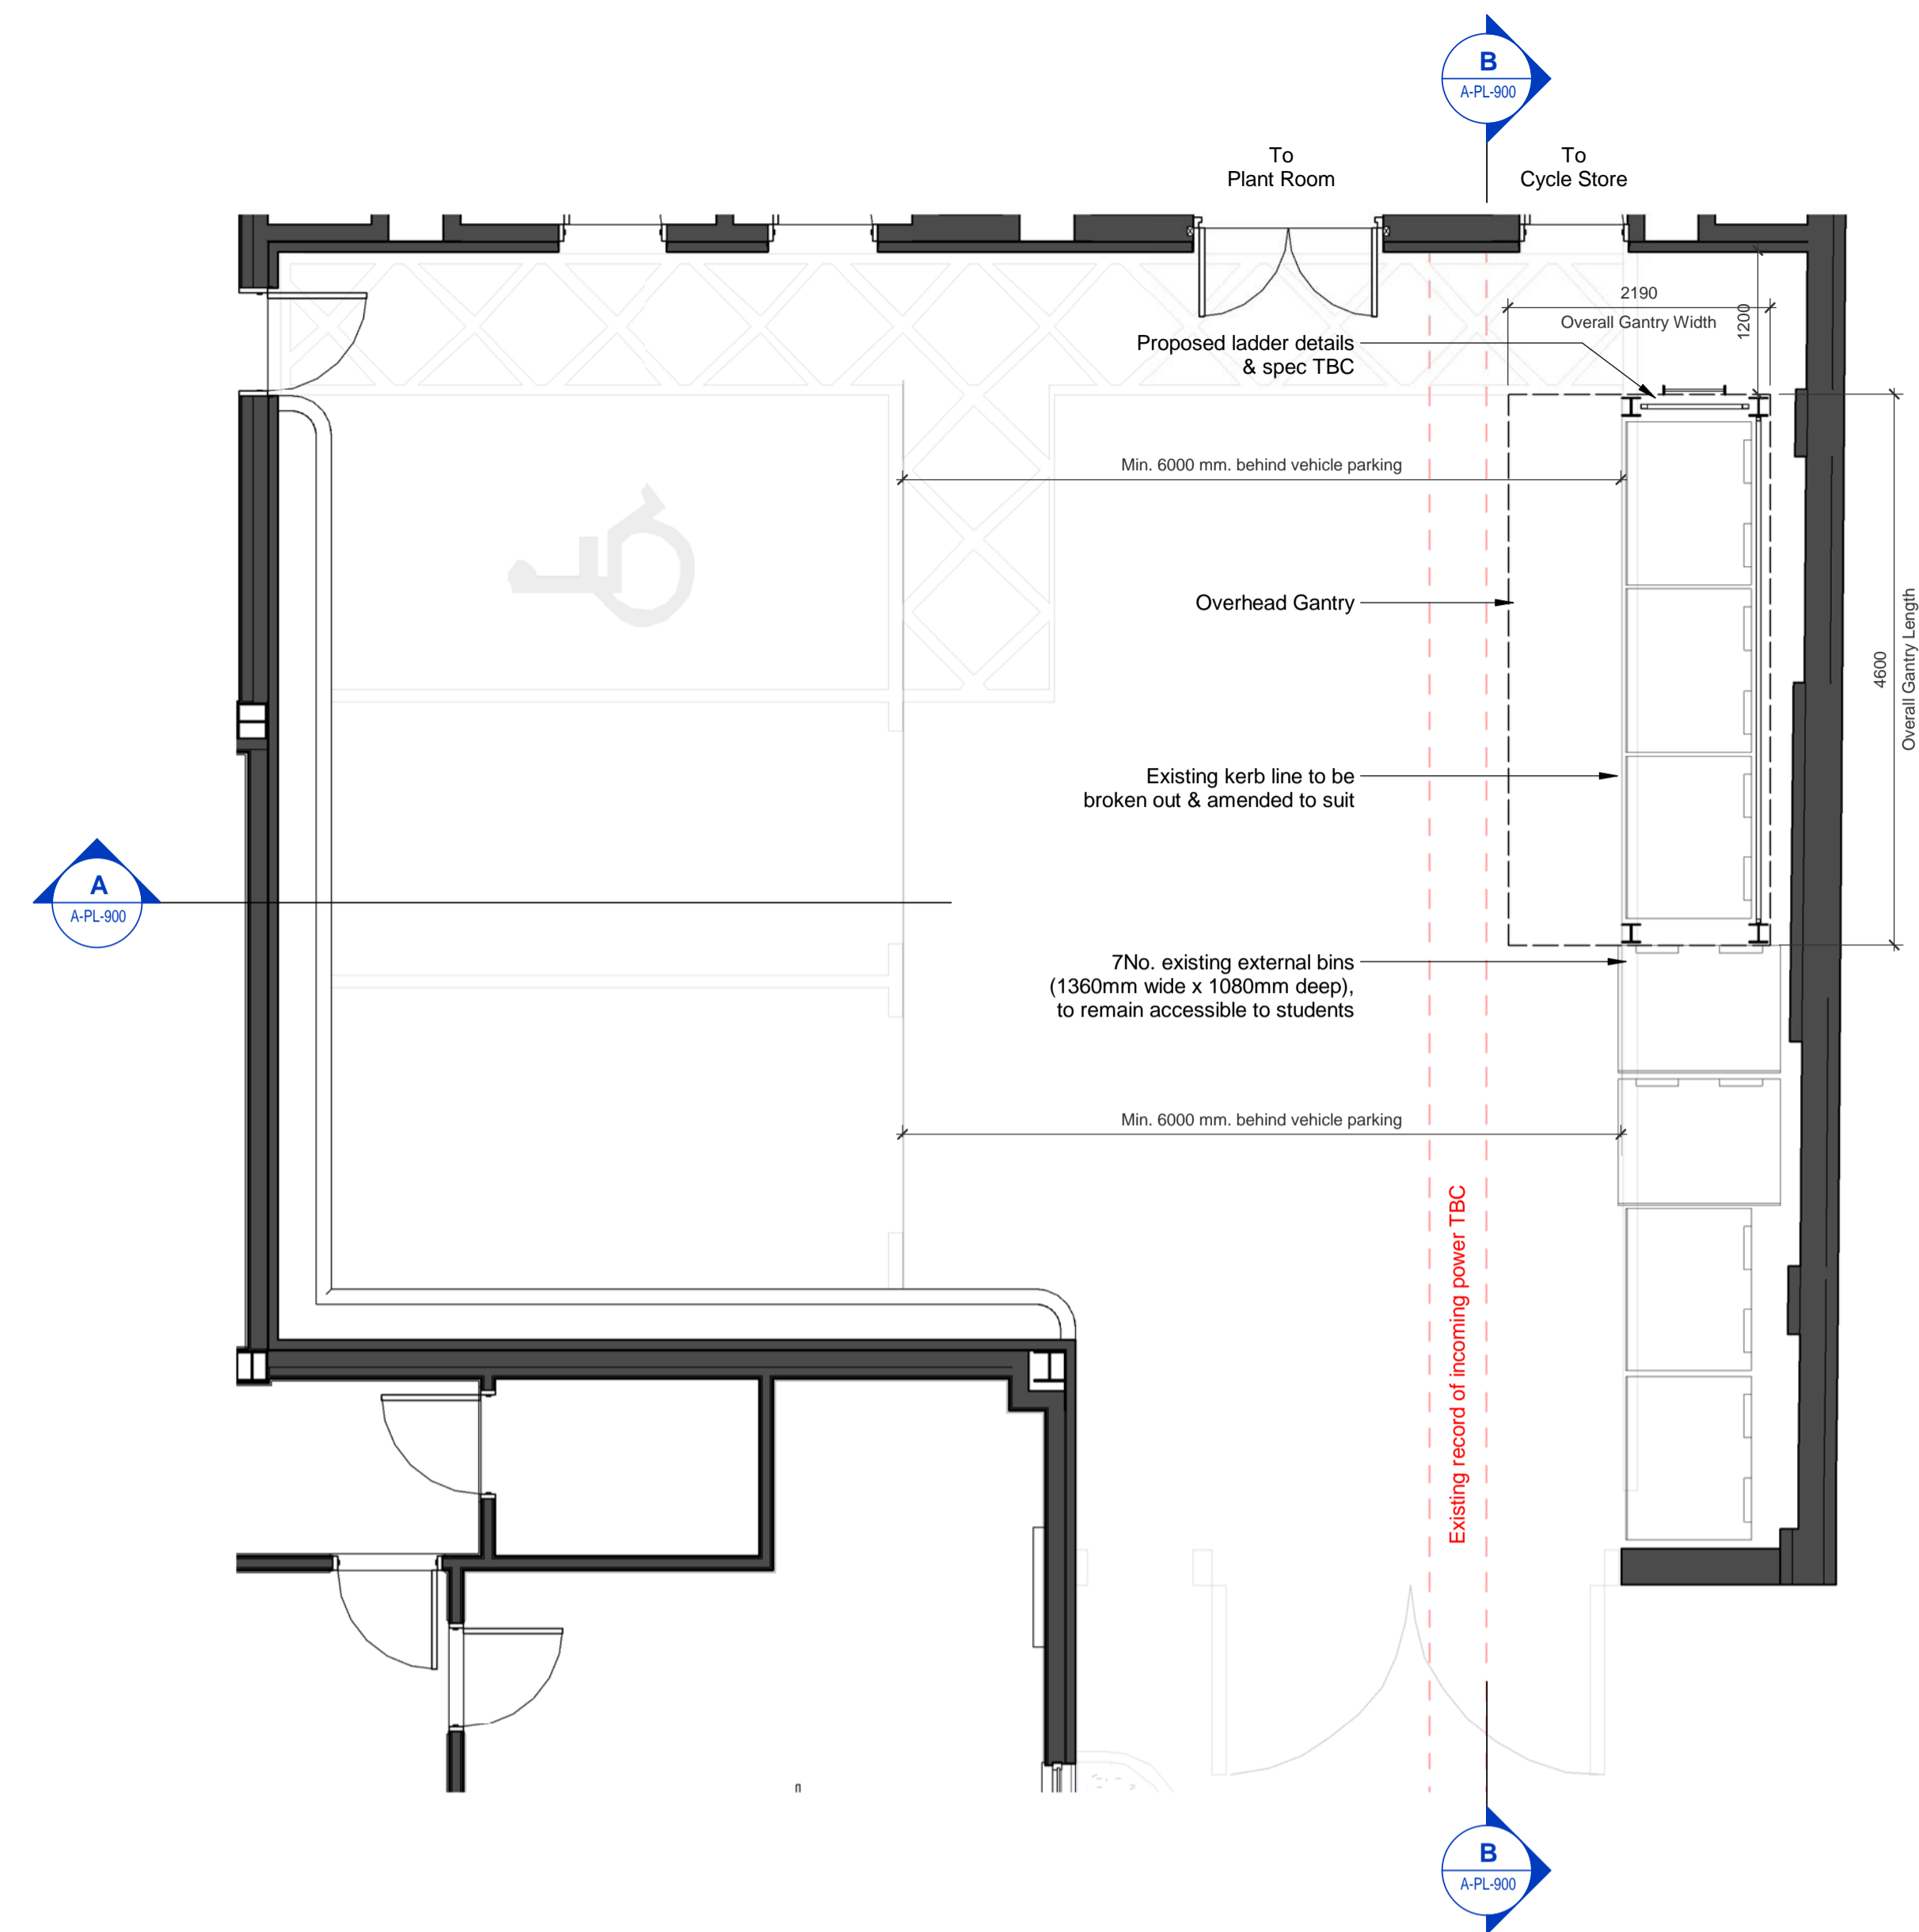 B
A-PL-900
To
Plant Room
To
Cycle Store
2190
Overall Gantry Width
1200
Proposed ladder details
& spec TBC
Min. 6000 mm. behind vehicle parking
Overhead Gantry
4600
Overall Gantry Length
Existing kerb line to be
broken out & amended to suit
A
A-PL-900
7No. existing external bins
(1360mm wide x 1080mm deep),
to remain accessible to students
Min. 6000 mm. behind vehicle parking
Existing record of incoming power TBC
B
A-PL-900